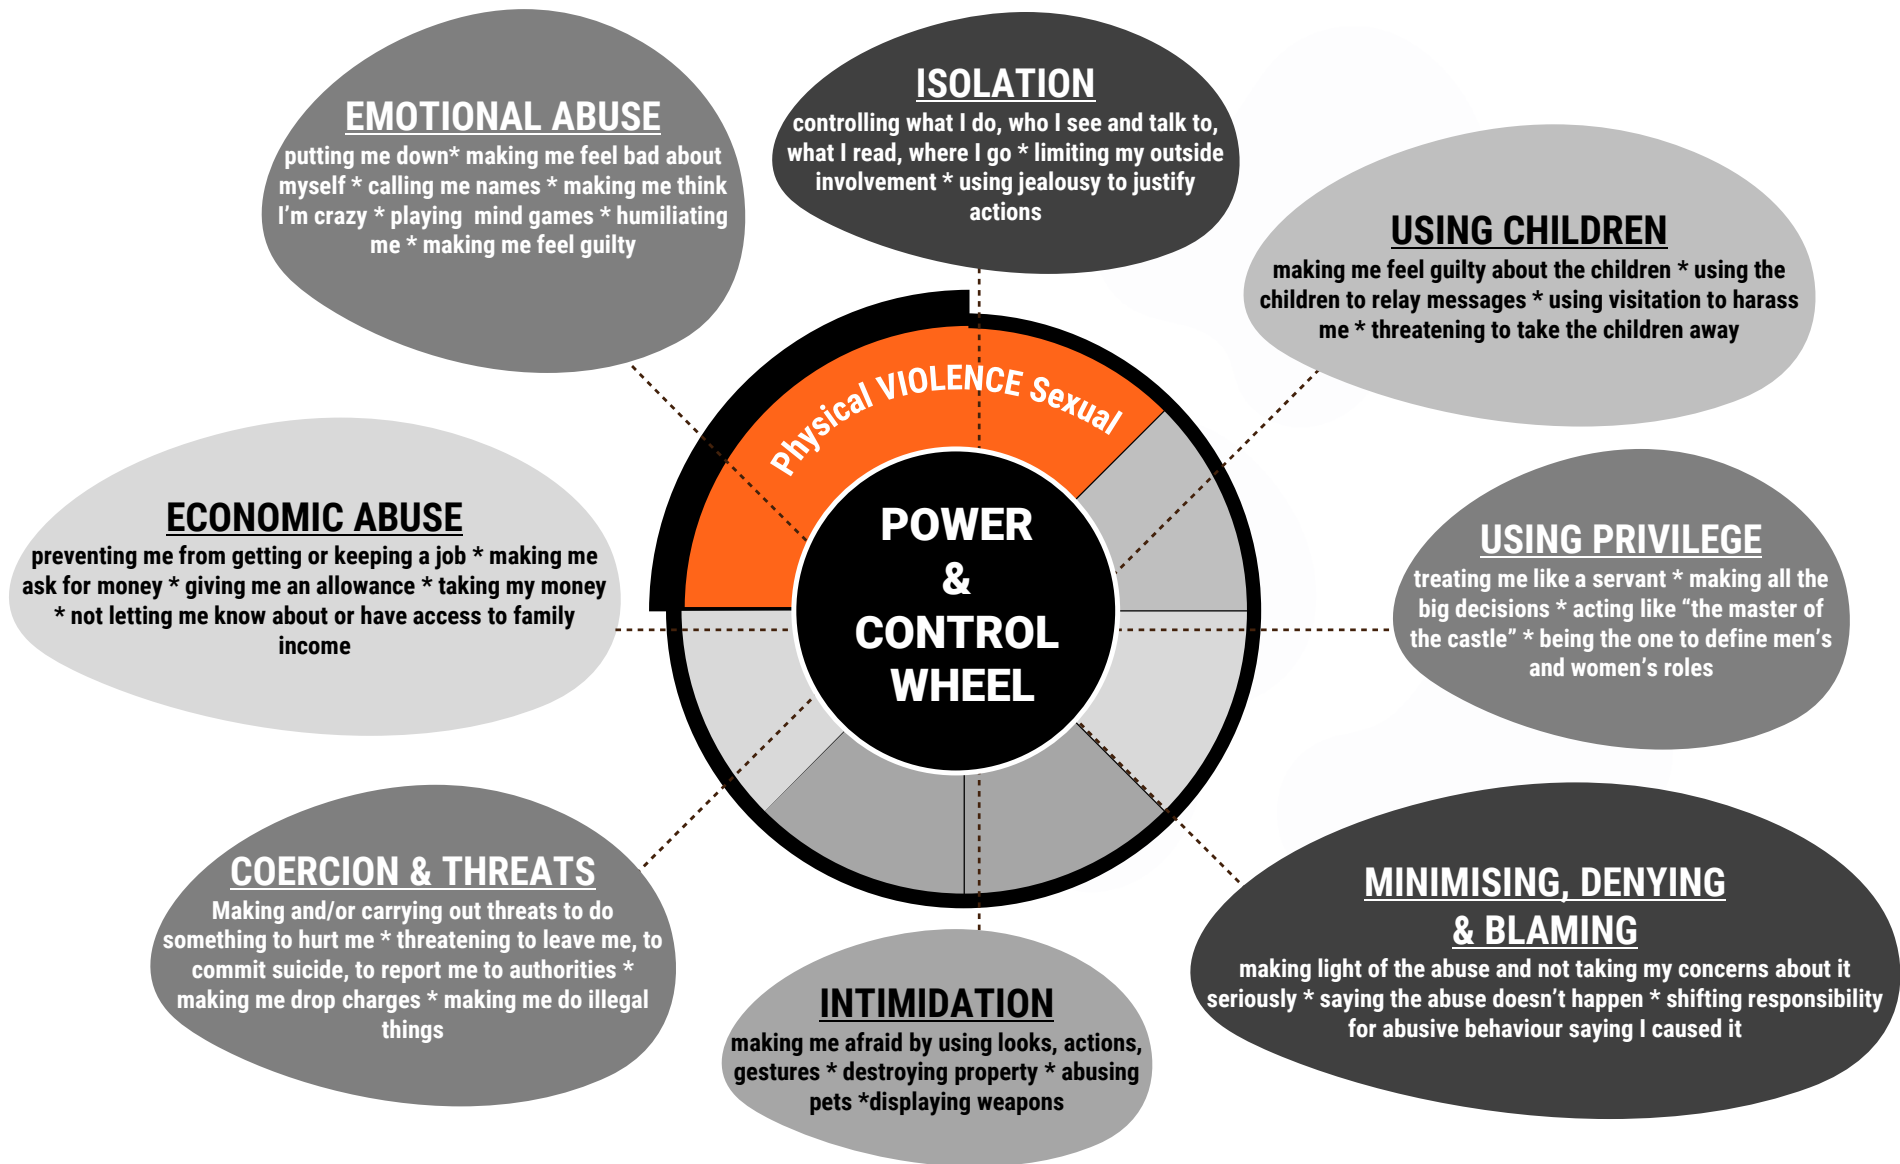 EMOTIONAL ABUSE
putting me down* making me feel bad about
myself * calling me names * making me think
I'm crazy * playing  mind games * humiliating
me * making me feel guilty
ISOLATION
controlling what I do, who I see and talk to,
what I read, where I go * limiting my outside
involvement * using jealousy to justify
actions
USING CHILDREN
making me feel guilty about the children * using the
children to relay messages * using visitation to harass
me * threatening to take the children away
Physical VIOLENCE Sexual
POWER
&
CONTROL
WHEEL
ECONOMIC ABUSE
preventing me from getting or keeping a job * making me
ask for money * giving me an allowance * taking my money
* not letting me know about or have access to family
income
USING PRIVILEGE
treating me like a servant * making all the
big decisions * acting like “the master of
the castle” * being the one to define men’s
and women’s roles
COERCION & THREATS
Making and/or carrying out threats to do
something to hurt me * threatening to leave me, to
commit suicide, to report me to authorities *
making me drop charges * making me do illegal
things
INTIMIDATION
making me afraid by using looks, actions,
gestures * destroying property * abusing
pets *displaying weapons
MINIMISING, DENYING
& BLAMING
making light of the abuse and not taking my concerns about it
seriously * saying the abuse doesn’t happen * shifting responsibility
for abusive behaviour saying I caused it